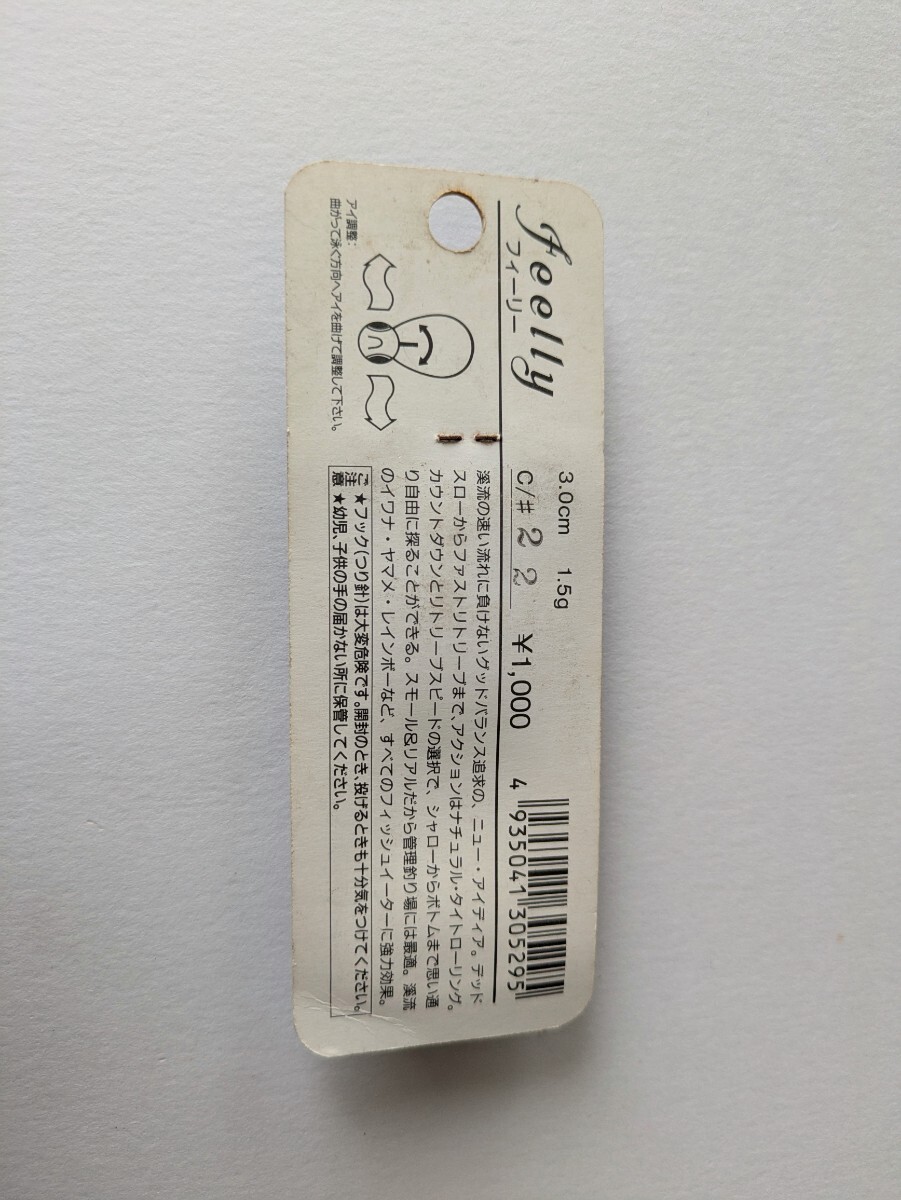 feelly
フィーリー
3.0cm 1.5g
C/# 22 ¥1,000
4 935041 305295
渓流の速い流れに負けないグッドバランス追求の、ニュー・アイディア。デッド
スローからファストリトリーブまで、アクションはナチュラル・タイトローリング。
カウントダウンとリトリーブスピードの選択で、シャローからボトムまで思い通
り自由に探ることができる。スモール&リアルだから管理釣り場には最適。渓流
のイワナ・ヤマメ・レインボーなど、すべてのフィッシュイーターに強力効果。
ご注意
★フック(つり針)は大変危険です。開封のとき、投げるときも十分気をつけてください。
★幼児、子供の手の届かない所に保管してください。
アイ調整:
曲がって泳ぐ方向へアイを曲げて調整して下さい。